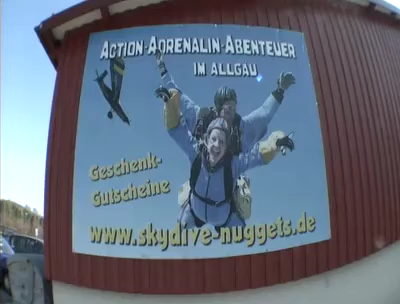 ACTION-ADRENALIN-ABENTEUER
IM ALLGÄU
Geschenk-
Gutscheine
www.skydive-nuggets.de